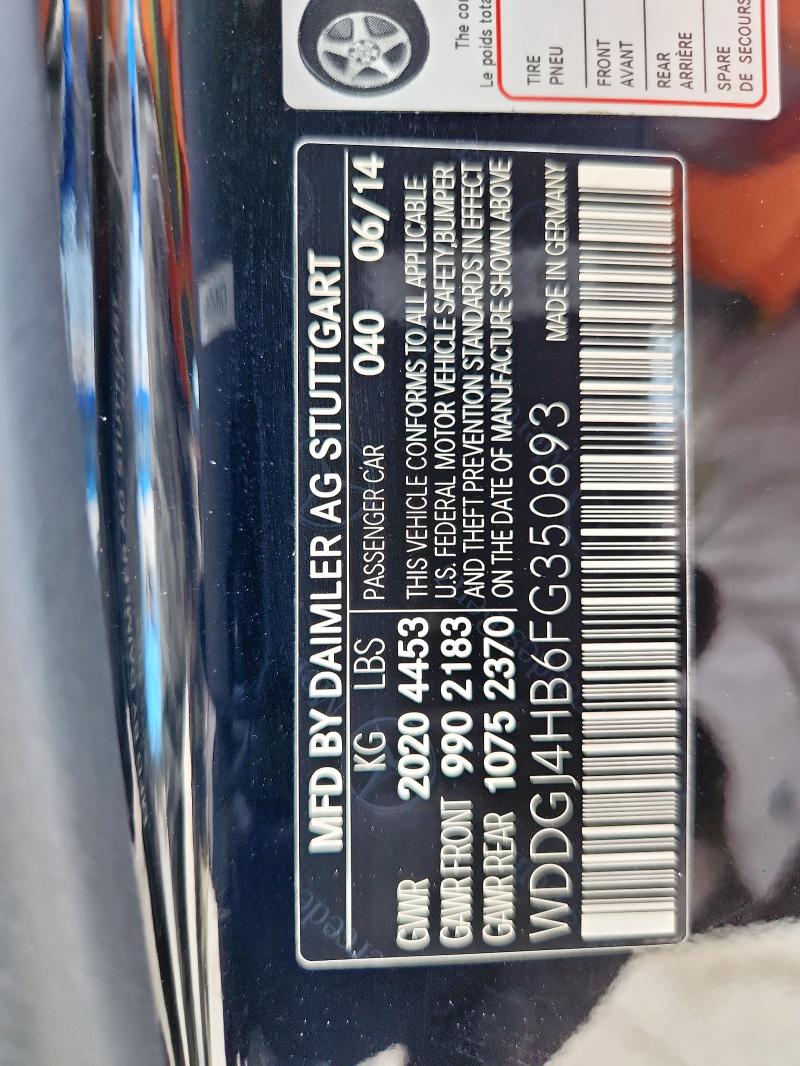 MFD BY DAIMLER AG STUTTGART
KG LBS PASSENGER CAR 040 06/14
GVWR 2020 4453 THIS VEHICLE CONFORMS TO ALL APPLICABLE
GAWR FRONT 990 2183 U.S. FEDERAL MOTOR VEHICLE SAFETY,BUMPER
GAWR REAR 1075 2370 AND THEFT PREVENTION STANDARDS IN EFFECT
ON THE DATE OF MANUFACTURE SHOWN ABOVE
WDDGJ4HB6FG350893 MADE IN GERMANY
The
Le poids
TIRE
PNEU
FRONT
AVANT
REAR
ARRIÈRE
SPARE
DE SECOURS